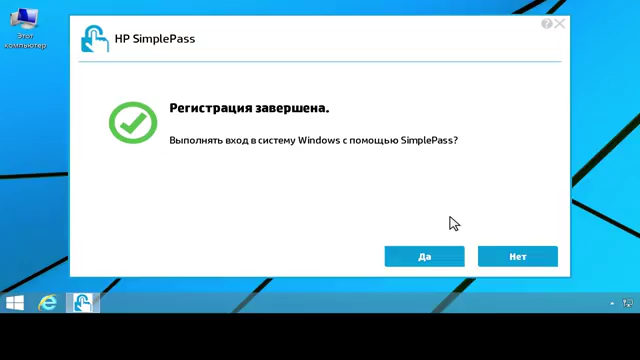 Этот
компьютер
HP SimplePass
Регистрация завершена.
Выполнять вход в систему Windows с помощью SimplePass?
Да
Нет